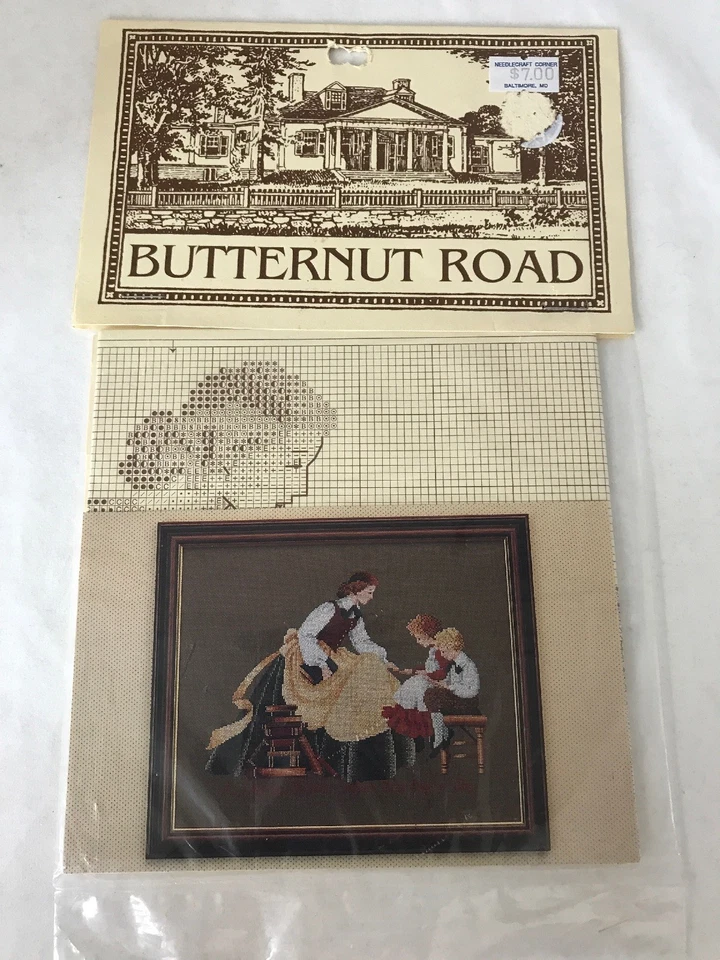 NEEDLECRAFT CORNER
$7.00
BALTIMORE, MD
BUTTERNUT ROAD